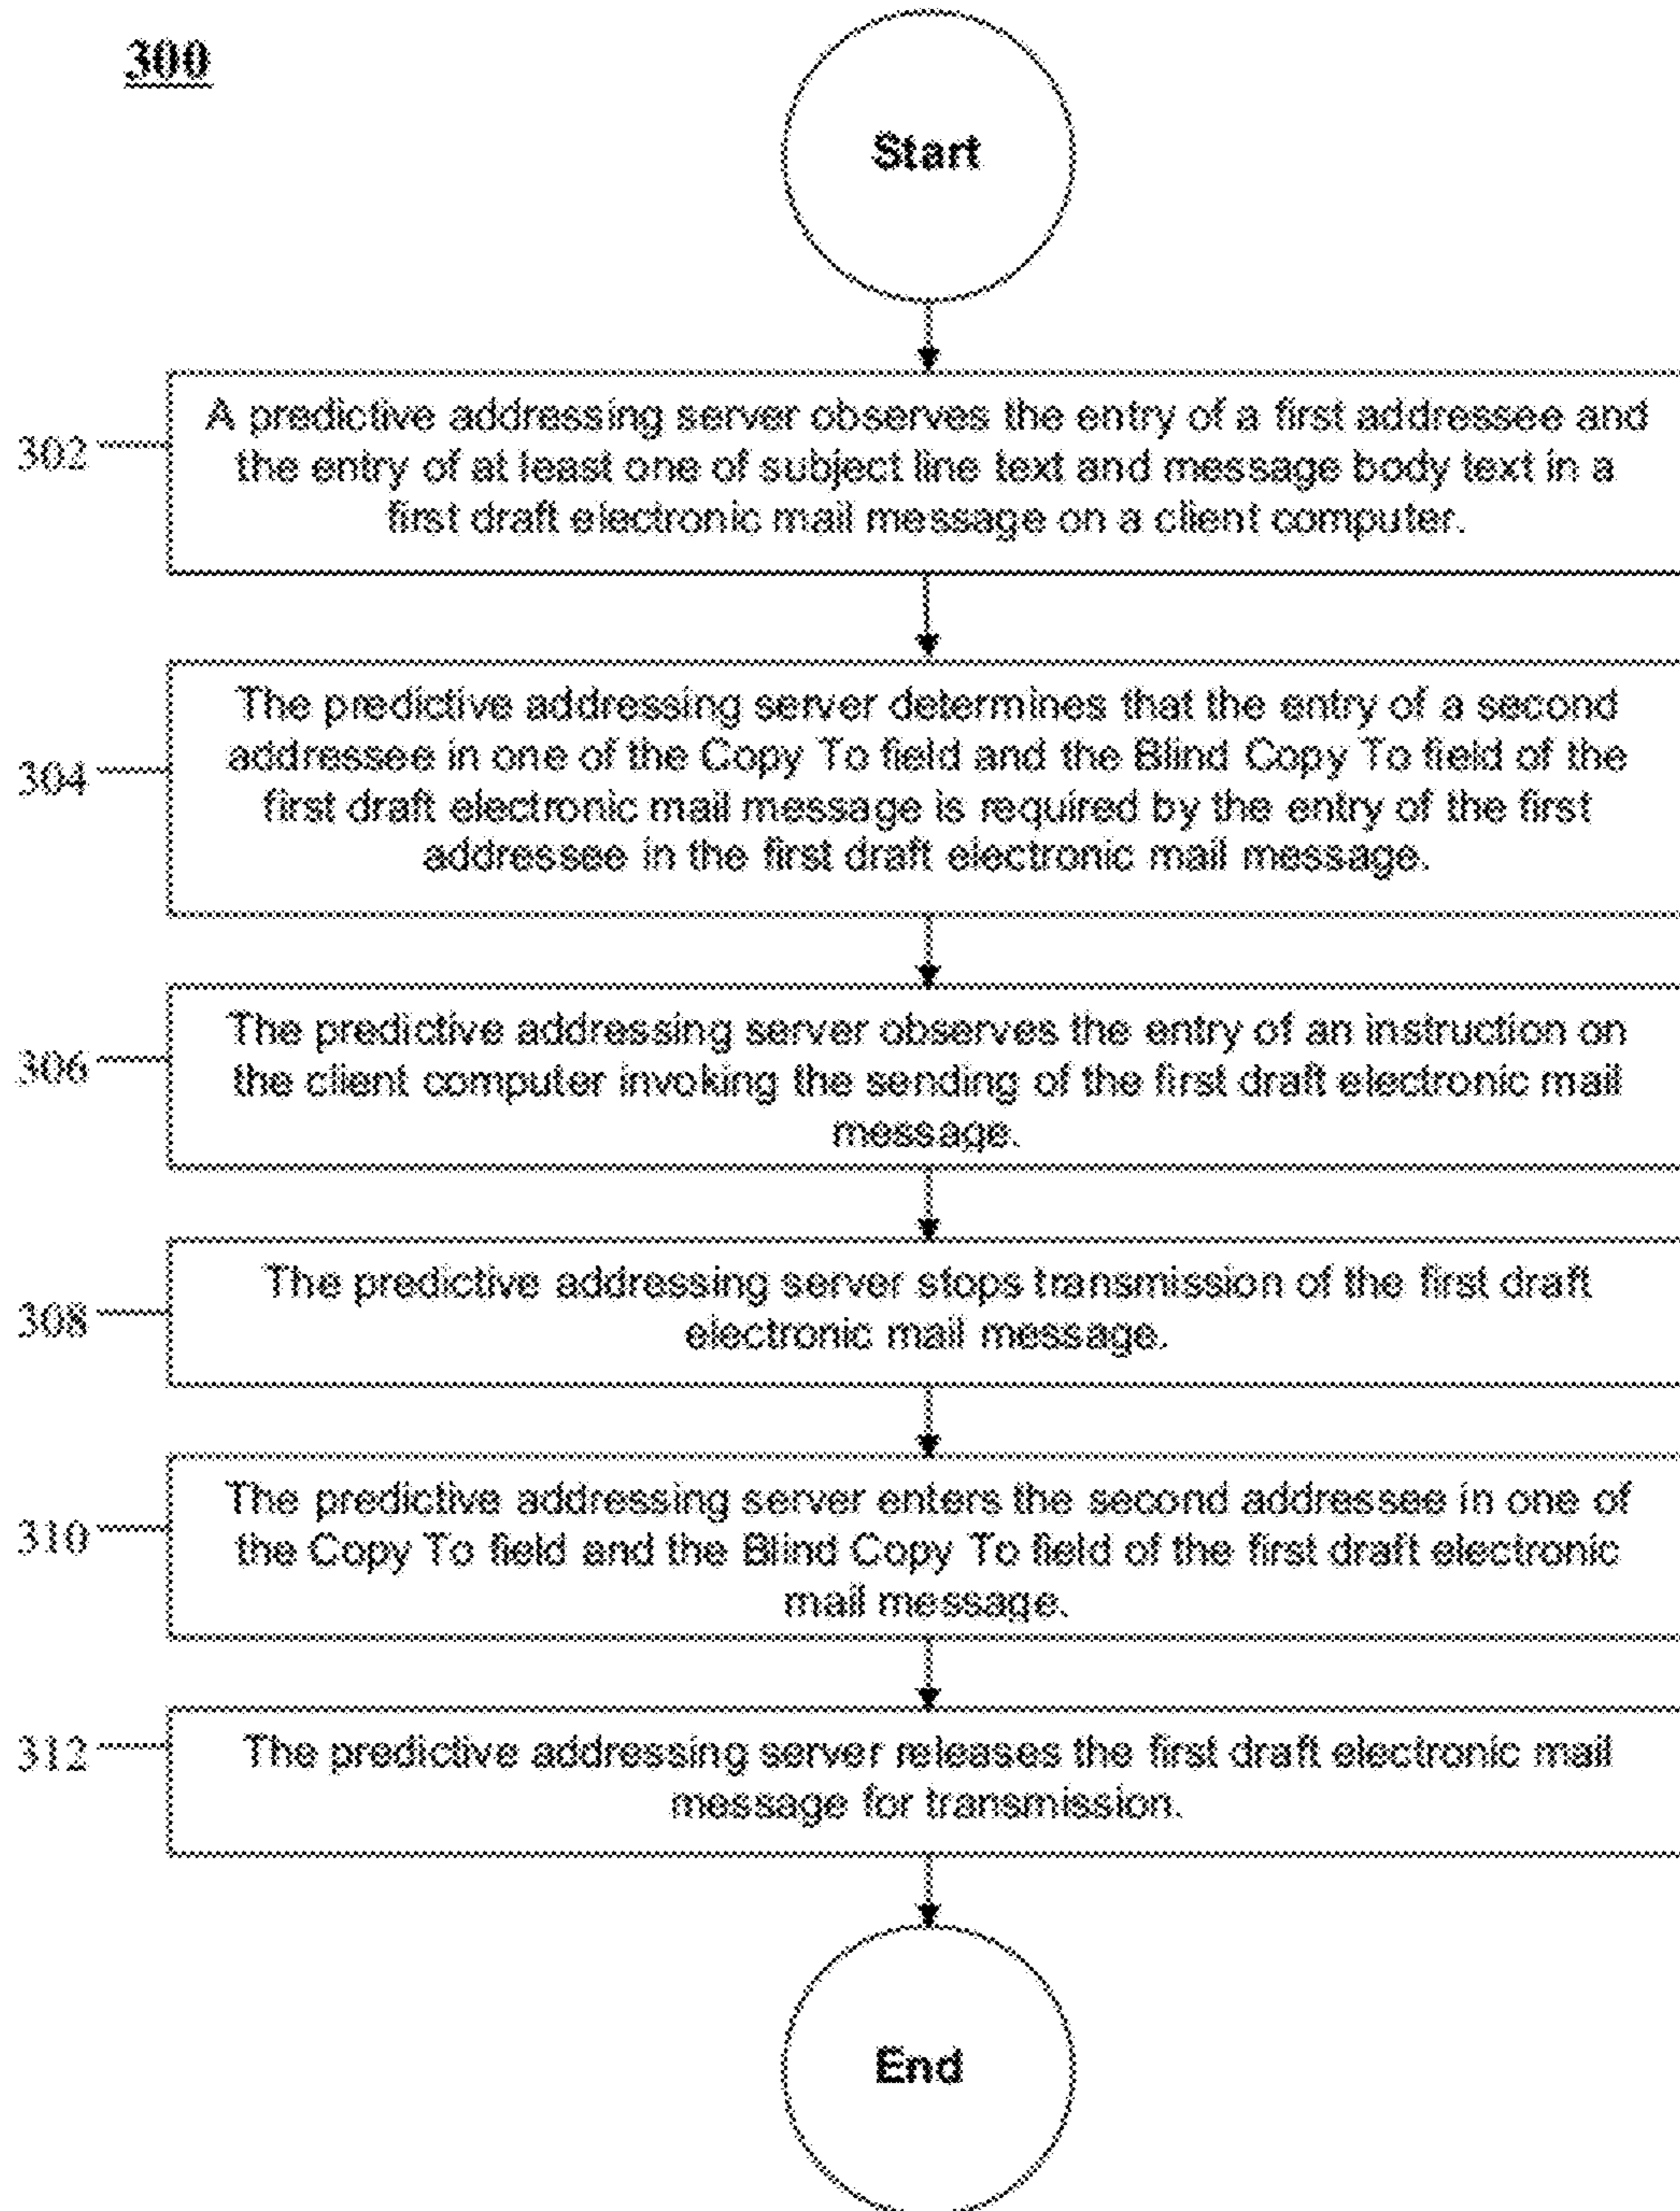 300
Start
302
A predictive addressing server observes the entry of a first addressee and
the entry of at least one of subject line text and message body text in a
first draft electronic mail message on a client computer.
304
The predictive addressing server determines that the entry of a second
addressee in one of the Copy To field and the Blind Copy To field of the
first draft electronic mail message is required by the entry of the first
addressee in the first draft electronic mail message.
306
The predictive addressing server observes the entry of an instruction on
the client computer invoking the sending of the first draft electronic mail
message.
308
The predictive addressing server stops transmission of the first draft
electronic mail message.
310
The predictive addressing server enters the second addressee in one of
the Copy To field and the Blind Copy To field of the first draft electronic
mail message.
312
The predictive addressing server releases the first draft electronic mail
message for transmission.
End